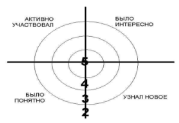 АКТИВНО
УЧАСТВОВАЛ
БЫЛО
ИНТЕРЕСНО
5
4
3
2
БЫЛО
ПОНЯТНО
УЗНАЛ НОВОЕ